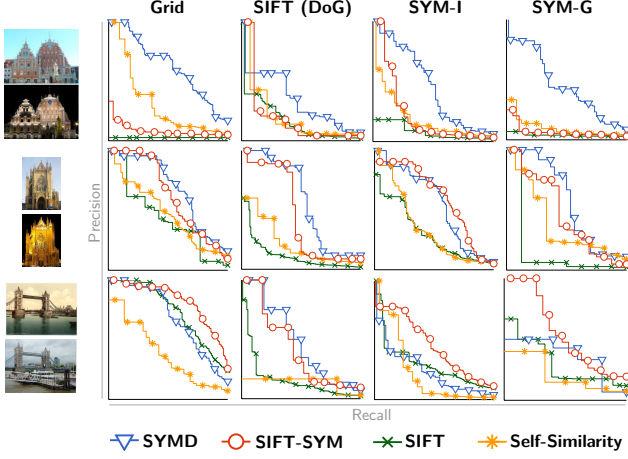 Grid SIFT (DoG) SYM-I SYM-G
Precision
Recall
SYMD SIFT-SYM SIFT Self-Similarity